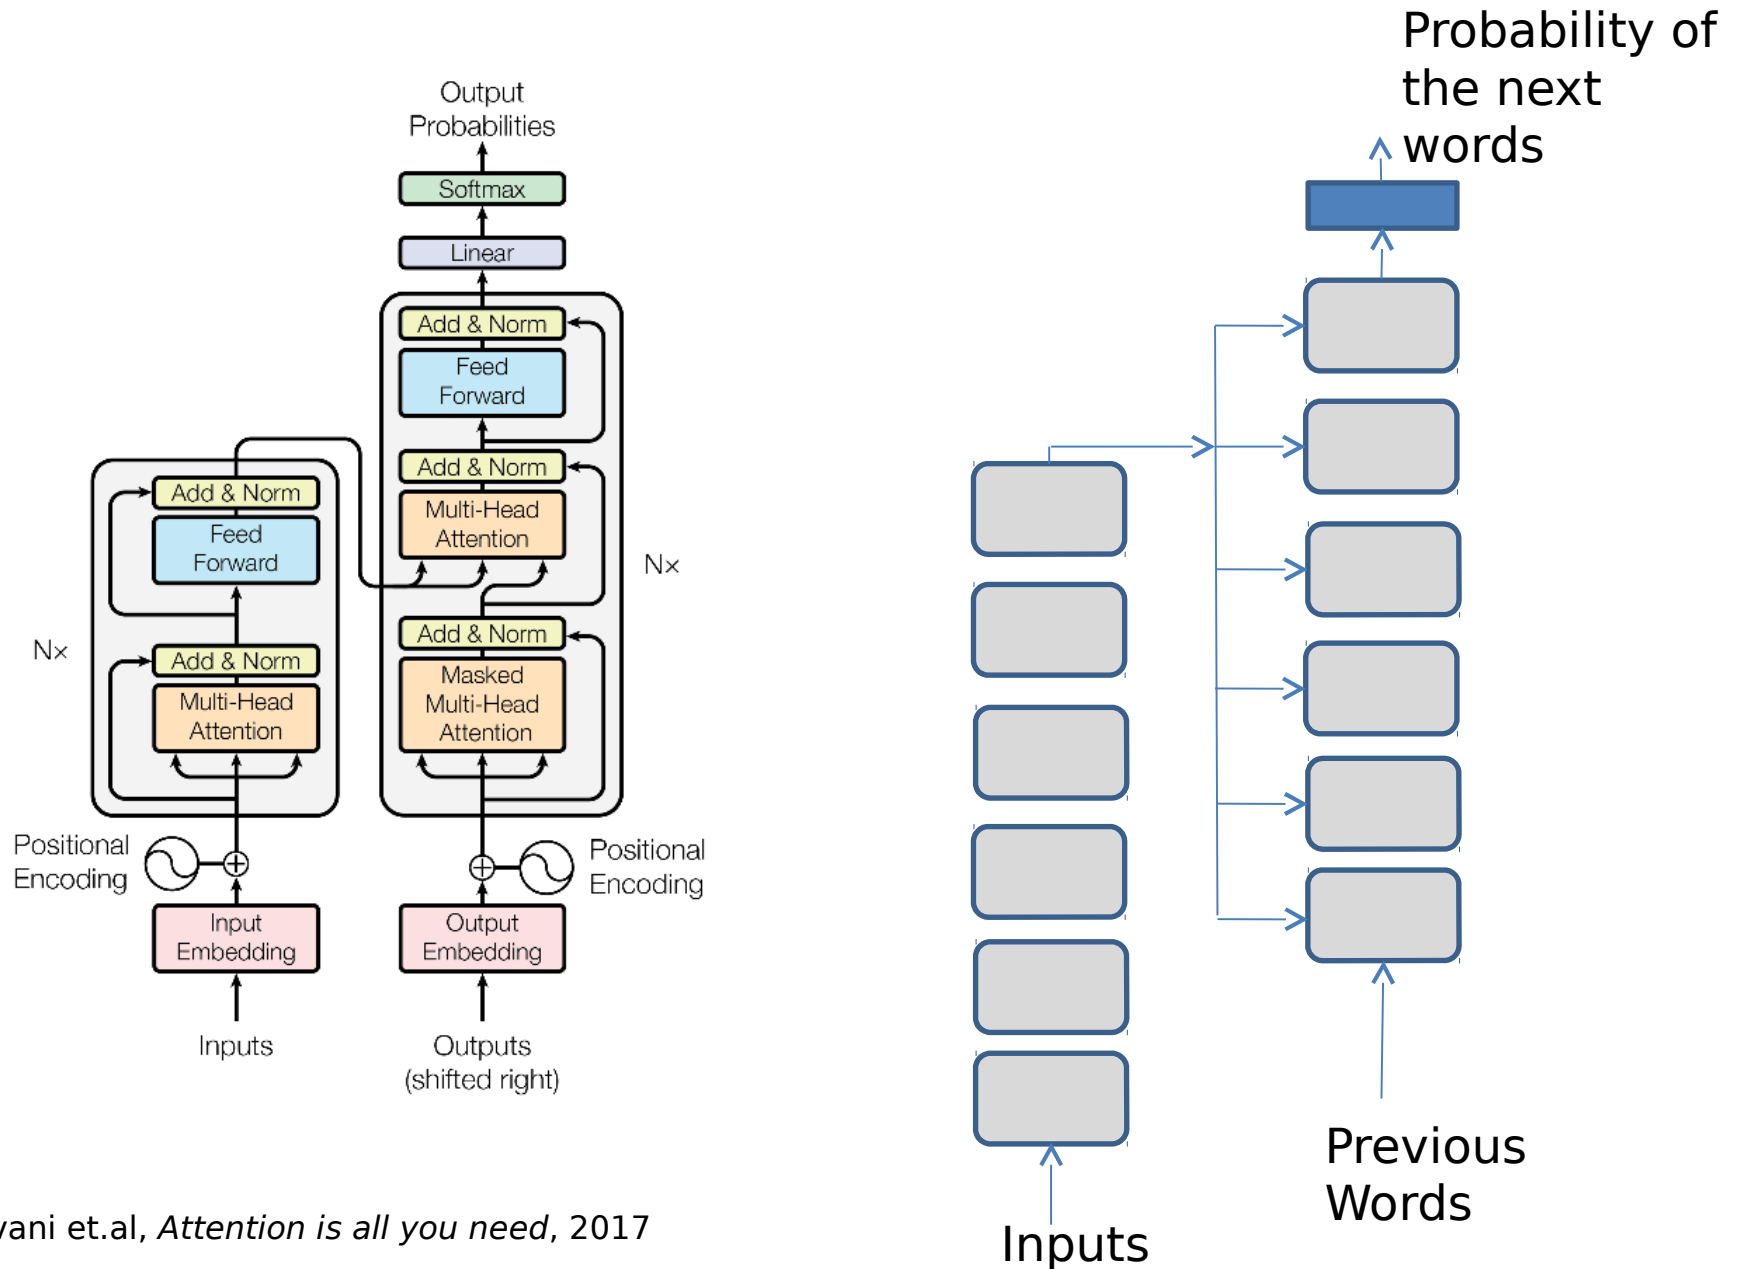 Output
Probabilities
Softmax
Linear
Add & Norm
Feed
Forward
Add & Norm
Multi-Head
Attention
Nx
Add & Norm
Masked
Multi-Head
Attention
Add & Norm
Feed
Forward
Nx
Add & Norm
Multi-Head
Attention
Positional
Encoding
Positional
Encoding
Input
Embedding
Output
Embedding
Inputs
Outputs
(shifted right)
Probability of
the next
words
Previous
Words
Inputs
et.al, Attention is all you need, 2017